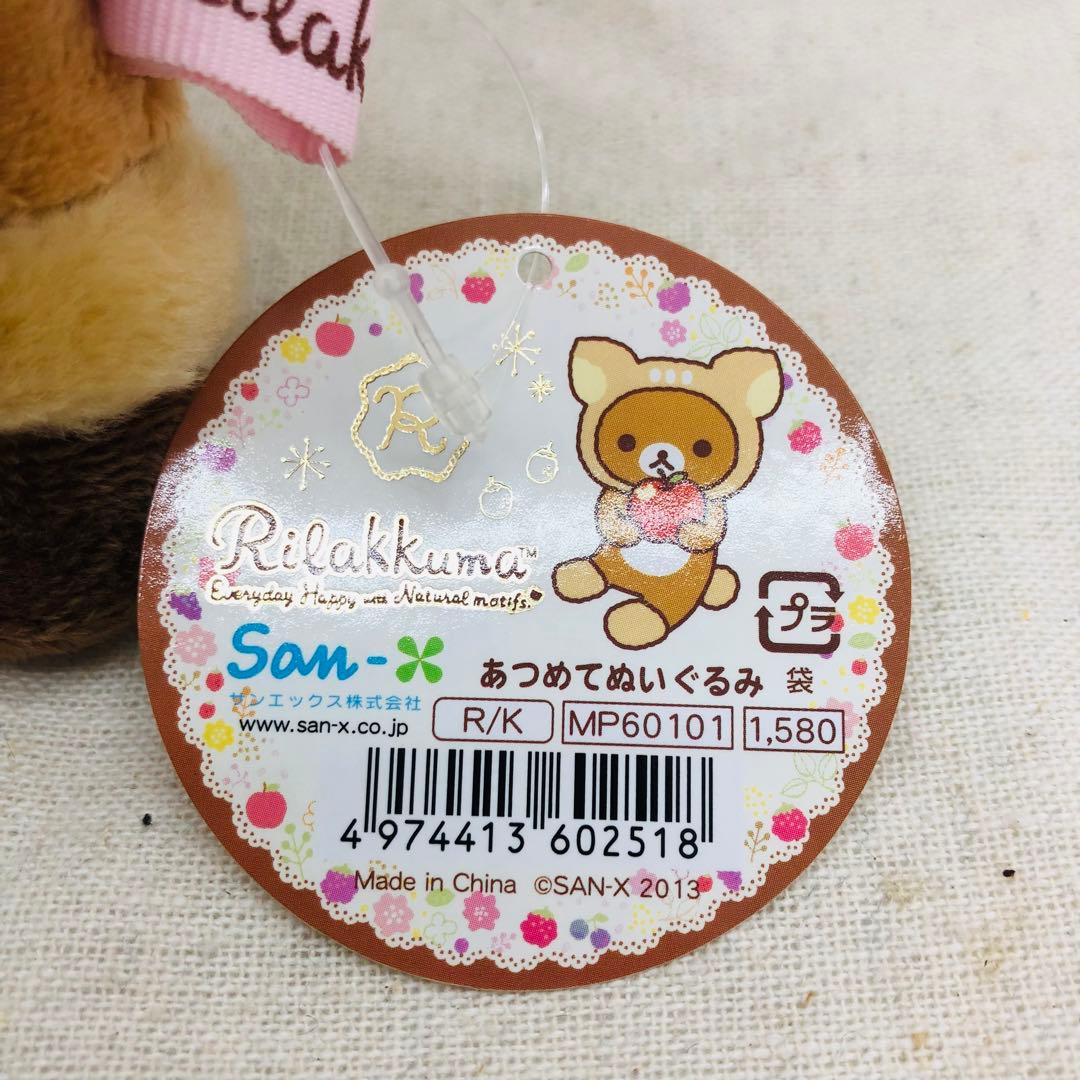 Rilak
R
Rilakkuma™
Everyday Happy with Natural motifs.
San-X
サンエックス株式会社
www.san-x.co.jp
プラ
あつめてぬいぐるみ 袋
R/K MP60101 1,580
4 974413 602518
Made in China ©SAN-X 2013